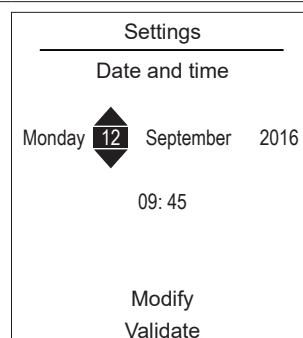 Settings
Date and time
Monday 12 September 2016
09: 45
Modify
Validate